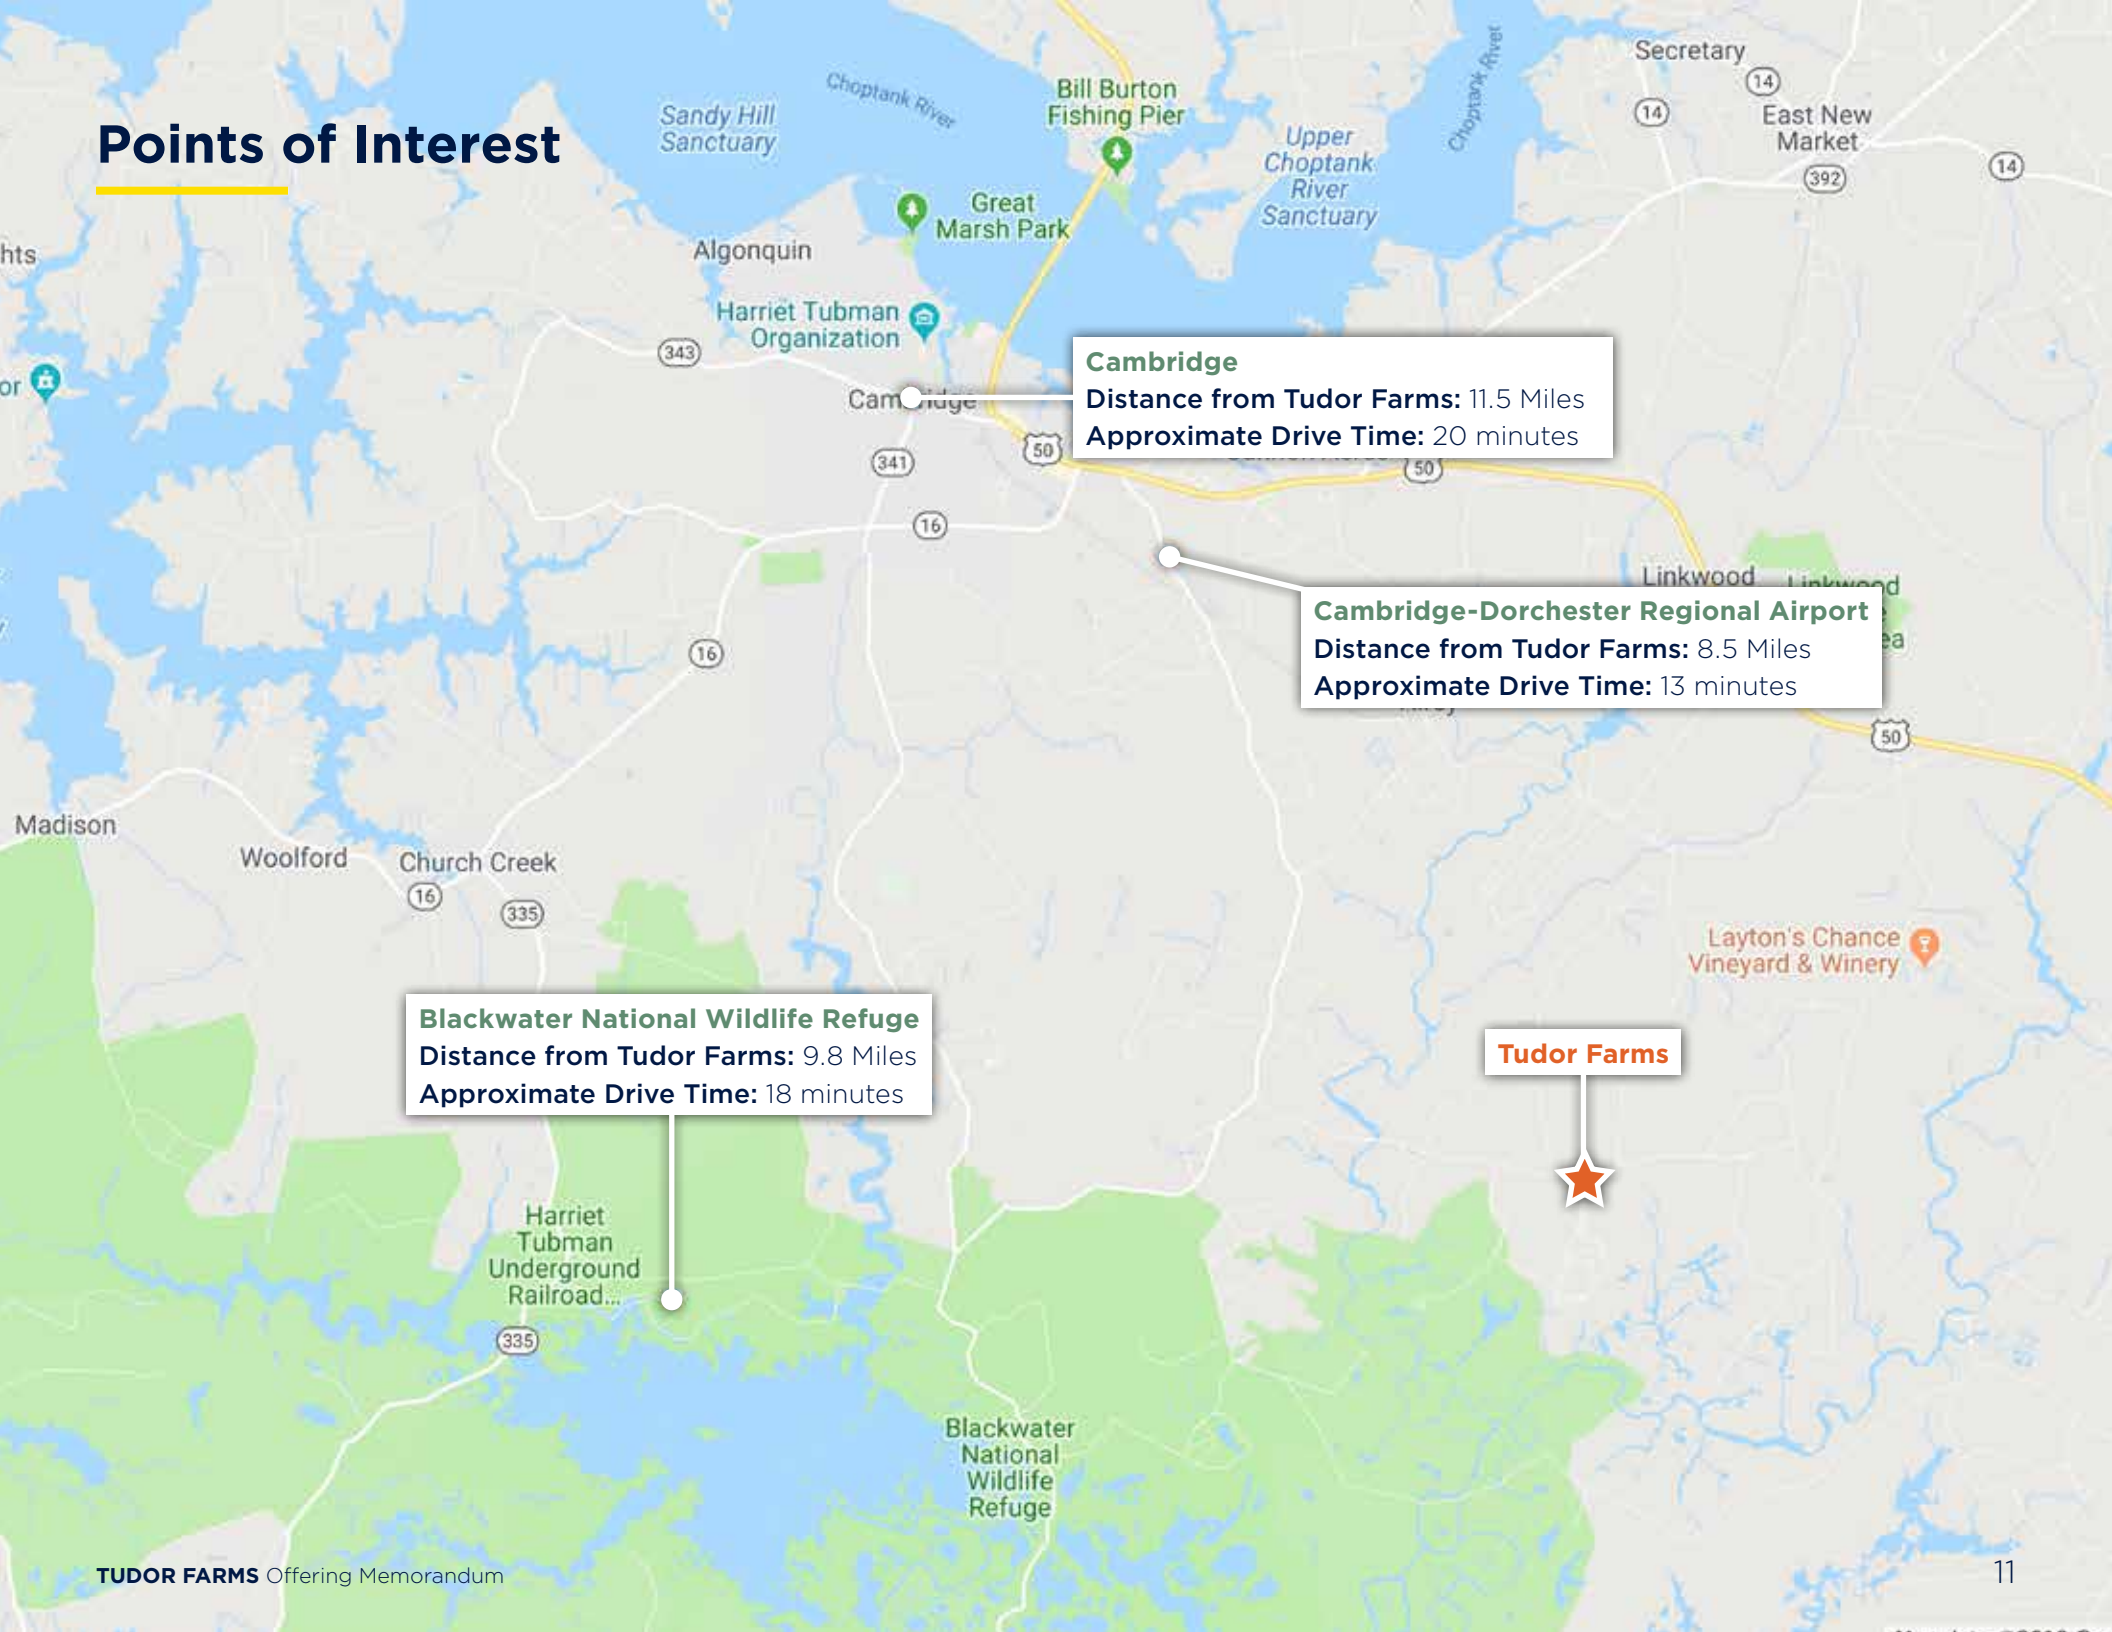 Points of Interest
Secretary
14
14
East New
Market
392
14
Choptank River
Choptank River
Sandy Hill
Sanctuary
Bill Burton
Fishing Pier
Upper
Choptank
River
Sanctuary
Great
Marsh Park
Algonquin
hts
Harriet Tubman
Organization
343
or
Cambridge
Cambridge
Distance from Tudor Farms: 11.5 Miles
Approximate Drive Time: 20 minutes
341
50
50
16
Linkwood
Linkwood
Cambridge-Dorchester Regional Airport
Distance from Tudor Farms: 8.5 Miles
Approximate Drive Time: 13 minutes
ea
16
50
Madison
Woolford
Church Creek
16
335
Layton's Chance
Vineyard & Winery
Blackwater National Wildlife Refuge
Distance from Tudor Farms: 9.8 Miles
Approximate Drive Time: 18 minutes
Tudor Farms
Harriet
Tubman
Underground
Railroad...
335
Blackwater
National
Wildlife
Refuge
TUDOR FARMS Offering Memorandum
11